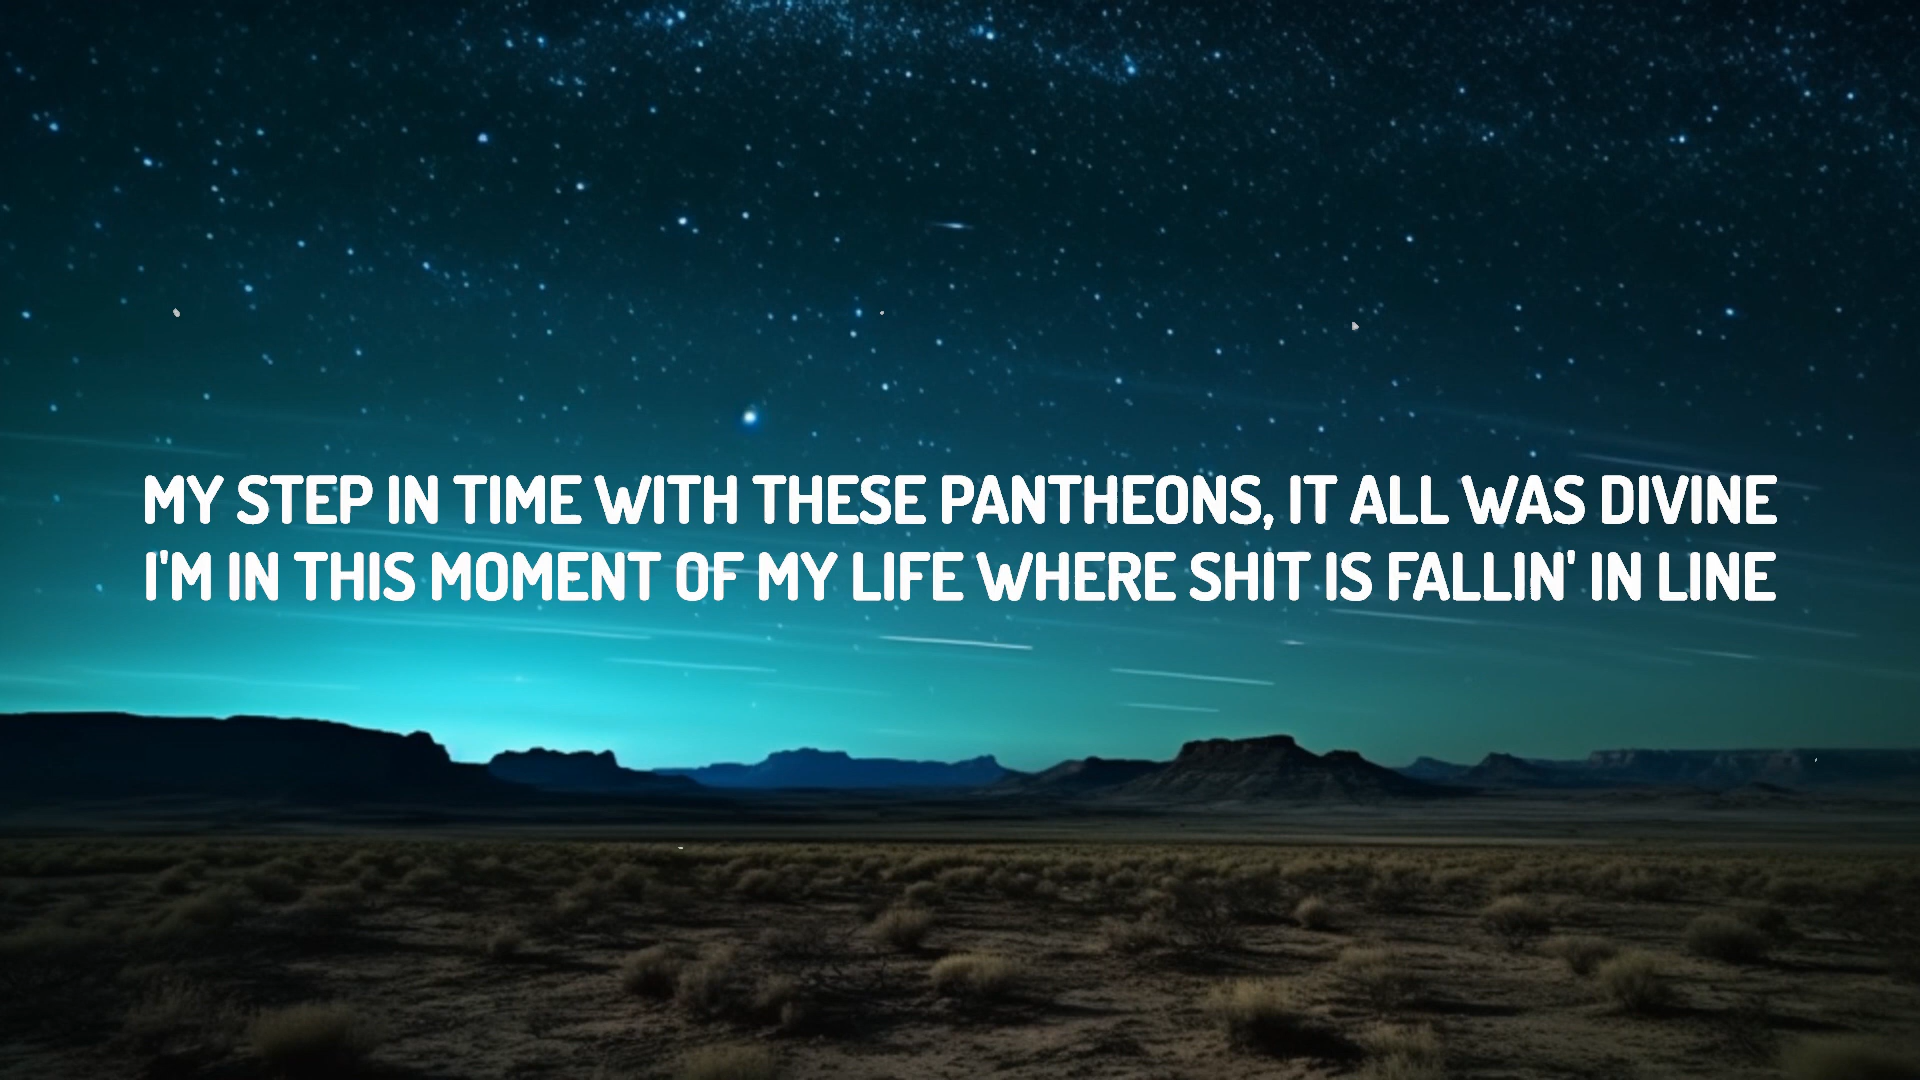 MY STEP IN TIME WITH THESE PANTHEONS, IT ALL WAS DIVINE
I'M IN THIS MOMENT OF MY LIFE WHERE SHIT IS FALLIN' IN LINE